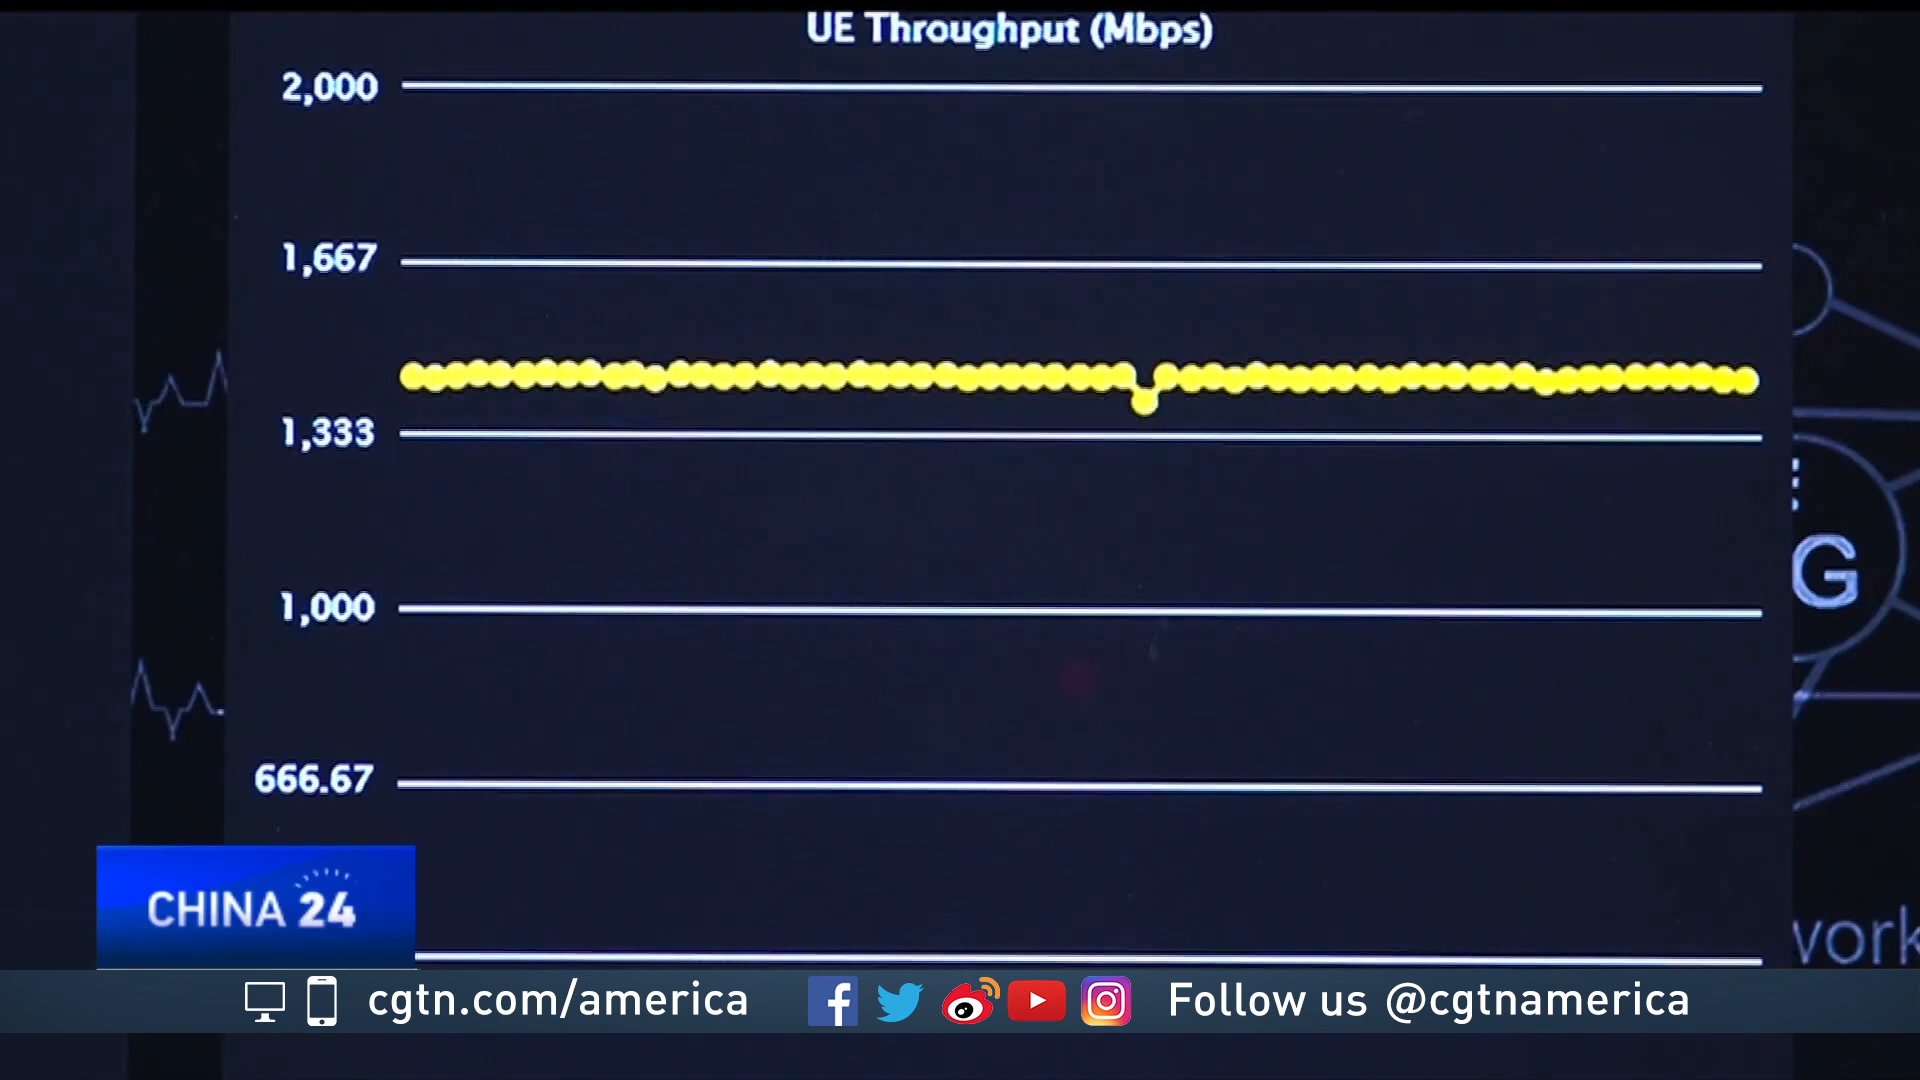 UE Throughput (Mbps)
2,000
1,667
1,333
1,000
666.67
G
work
CHINA 24
cgtn.com/america
Follow us @cgtnamerica